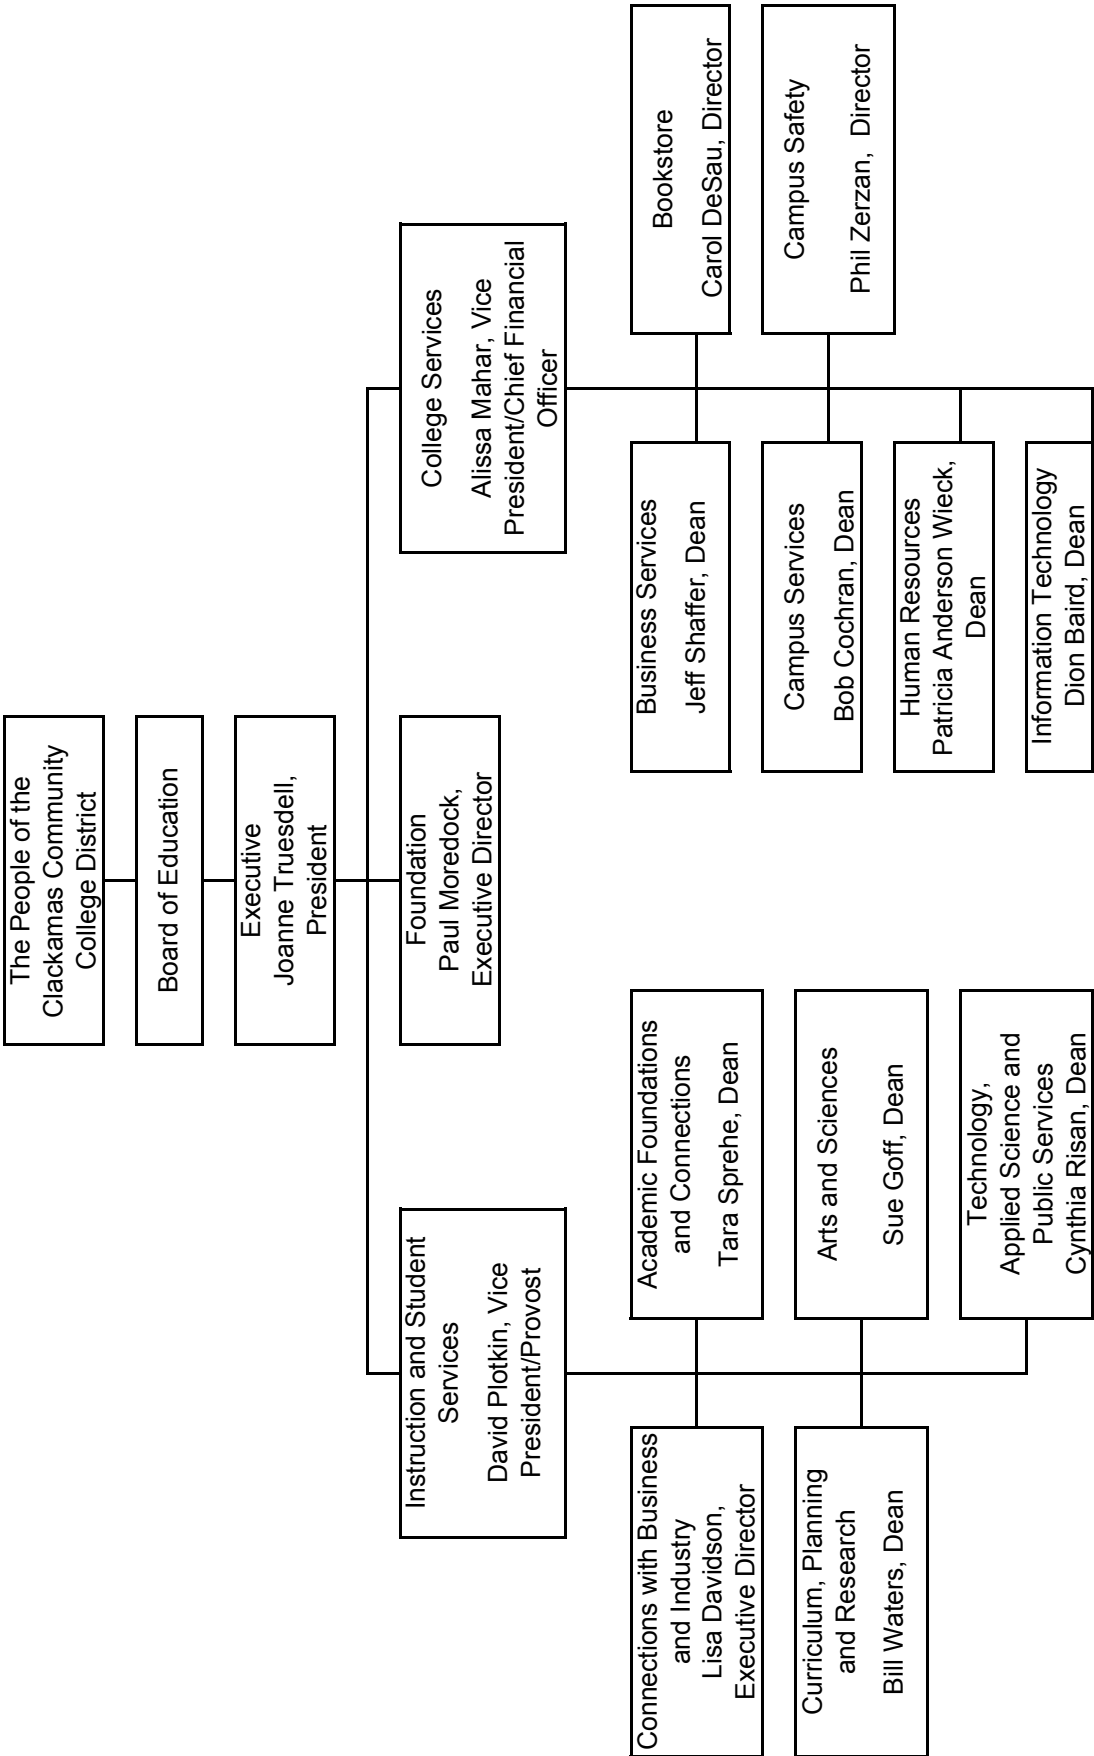 The People of the
Clackamas Community
College District
Board of Education
Executive
Joanne Truesdell,
President
Instruction and Student
Services
David Plotkin, Vice
President/Provost
Foundation
Paul Moredock,
Executive Director
College Services
Alissa Mahar, Vice
President/Chief Financial
Officer
Connections with Business
and Industry
Lisa Davidson,
Executive Director
Academic Foundations
and Connections
Tara Sprehe, Dean
Business Services
Jeff Shaffer, Dean
Bookstore
Carol DeSau, Director
Curriculum, Planning
and Research
Bill Waters, Dean
Arts and Sciences
Sue Goff, Dean
Campus Services
Bob Cochran, Dean
Campus Safety
Phil Zerzan, Director
Technology,
Applied Science and
Public Services
Cynthia Risan, Dean
Human Resources
Patricia Anderson Wieck,
Dean
Information Technology
Dion Baird, Dean